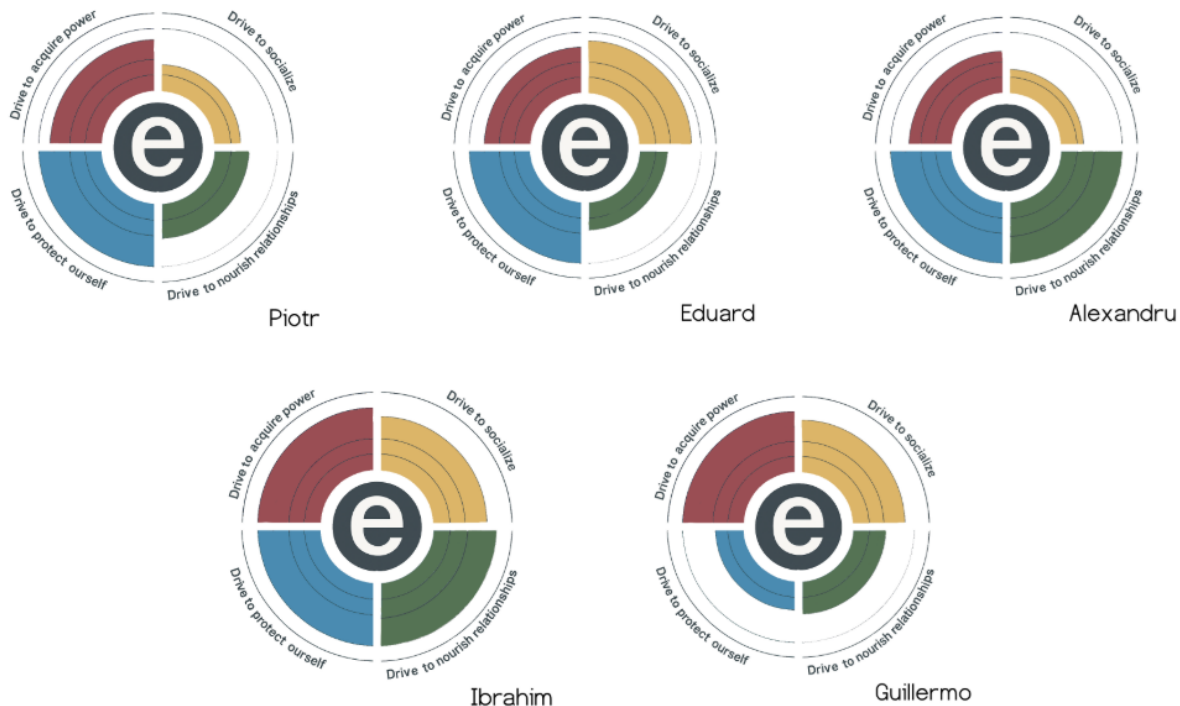 Drive to acquire power
Drive to socialize
e
Drive to protect ourself
Drive to nourish relationships
Piotr
Drive to acquire power
Drive to socialize
e
Drive to protect ourself
Drive to nourish relationships
Eduard
Drive to acquire power
Drive to socialize
e
Drive to protect ourself
Drive to nourish relationships
Alexandru
Drive to acquire power
Drive to socialize
e
Drive to protect ourself
Drive to nourish relationships
Ibrahim
Drive to acquire power
Drive to socialize
e
Drive to protect ourself
Drive to nourish relationships
Guillermo